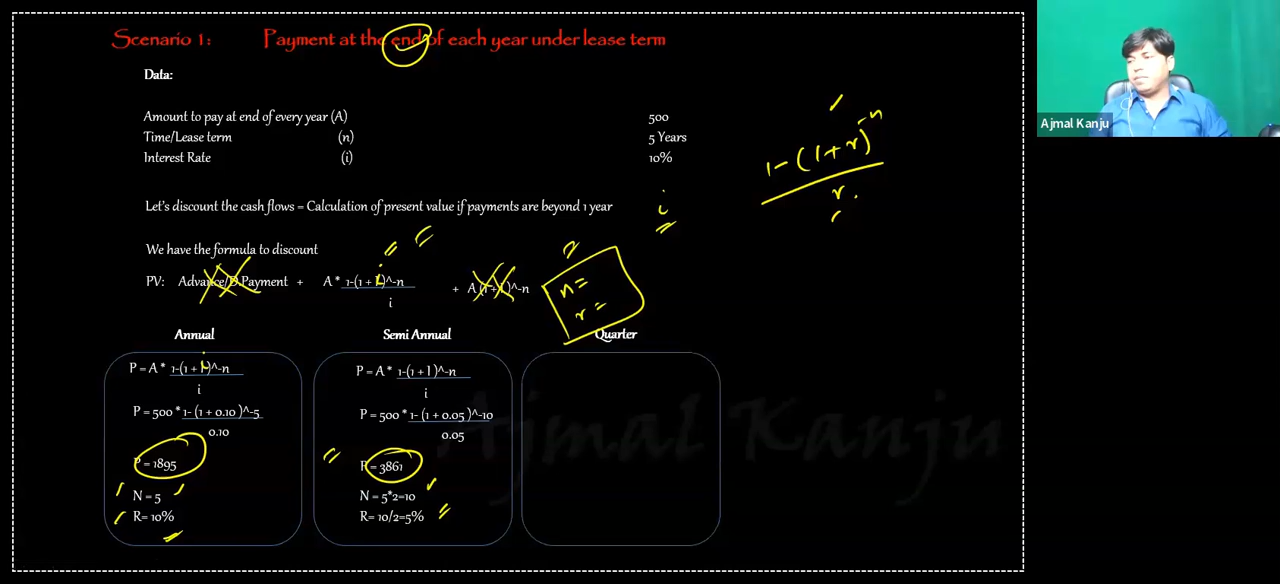 Scenario 1: Payment at the end of each year under lease term
Ajmal Kanju
Data:
Amount to pay at end of every year (A) 500
Time/Lease term (n) 5 Years
Interest Rate (i) 10%
1-(1+r)^-n
r
r
Let's discount the cash flows = Calculation of present value if payments are beyond 1 year
i
We have the formula to discount
PV: Advance/D.Payment + A * 1-(1 + i)^-n + A (1+1)^-n
i
n=
r=
Annual Semi Annual Quarter
P = A * 1-(1 + i)^-n
i
P = 500 * 1- (1 + 0.10 )^-5
0.10
P = 1895
N = 5
R= 10%
P = A * 1-(1 + 1)^-n
i
P = 500 * 1- (1 + 0.05 )^-10
0.05
P = 3861
N = 5*2=10
R= 10/2=5%
Ajmal Kanju